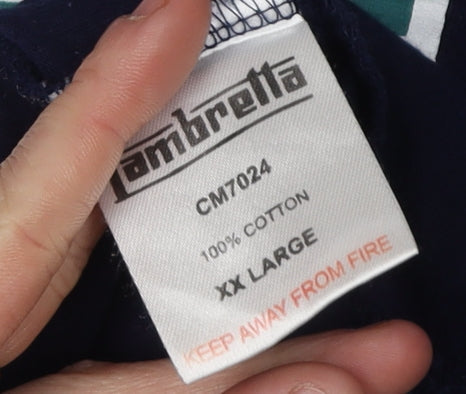 Lambretta
CM7024
100% COTTON
XX LARGE
KEEP AWAY FROM FIRE